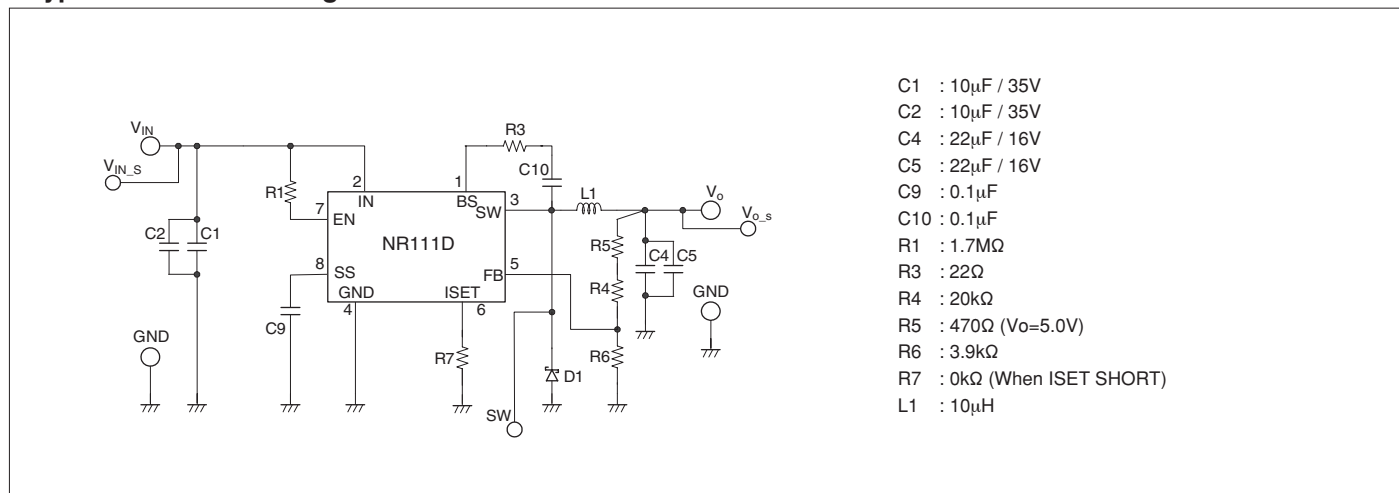 V_IN
V_IN_S
R1
C2
C1
GND
2
IN
7
EN
8
SS
C9
GND
4
NR111D
1
BS
R3
C10
SW
3
L1
V_o
V_o_s
FB
5
ISET
6
R7
R5
R4
R6
C4
C5
GND
D1
SW
C1 : 10μF / 35V
C2 : 10μF / 35V
C4 : 22μF / 16V
C5 : 22μF / 16V
C9 : 0.1μF
C10 : 0.1μF
R1 : 1.7MΩ
R3 : 22Ω
R4 : 20kΩ
R5 : 470Ω (Vo=5.0V)
R6 : 3.9kΩ
R7 : 0kΩ (When ISET SHORT)
L1 : 10μH